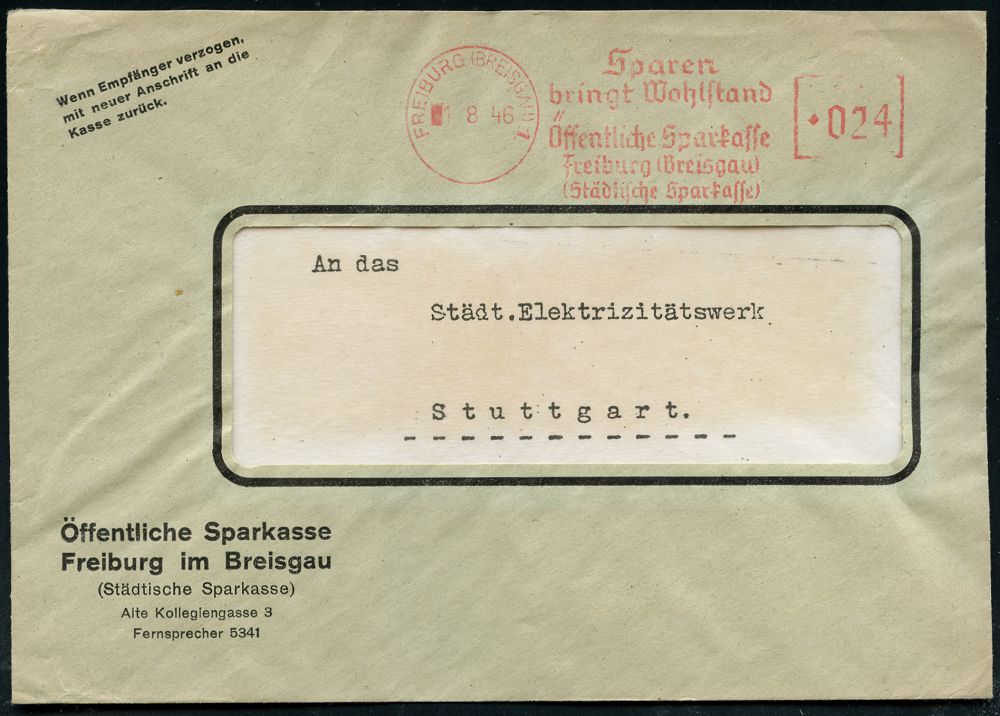 Wenn Empfänger verzogen,
mit neuer Anschrift an die
Kasse zurück.
FREIBURG (BREISGAU) 1
1 8 46
Sparen
bringt Wohlstand
Öffentliche Sparkasse
Freiburg (Breisgau)
(Städtische Sparkasse)
024
An das
Städt.Elektrizitätswerk
Stuttgart.
Öffentliche Sparkasse
Freiburg im Breisgau
(Städtische Sparkasse)
Alte Kollegiengasse 3
Fernsprecher 5341